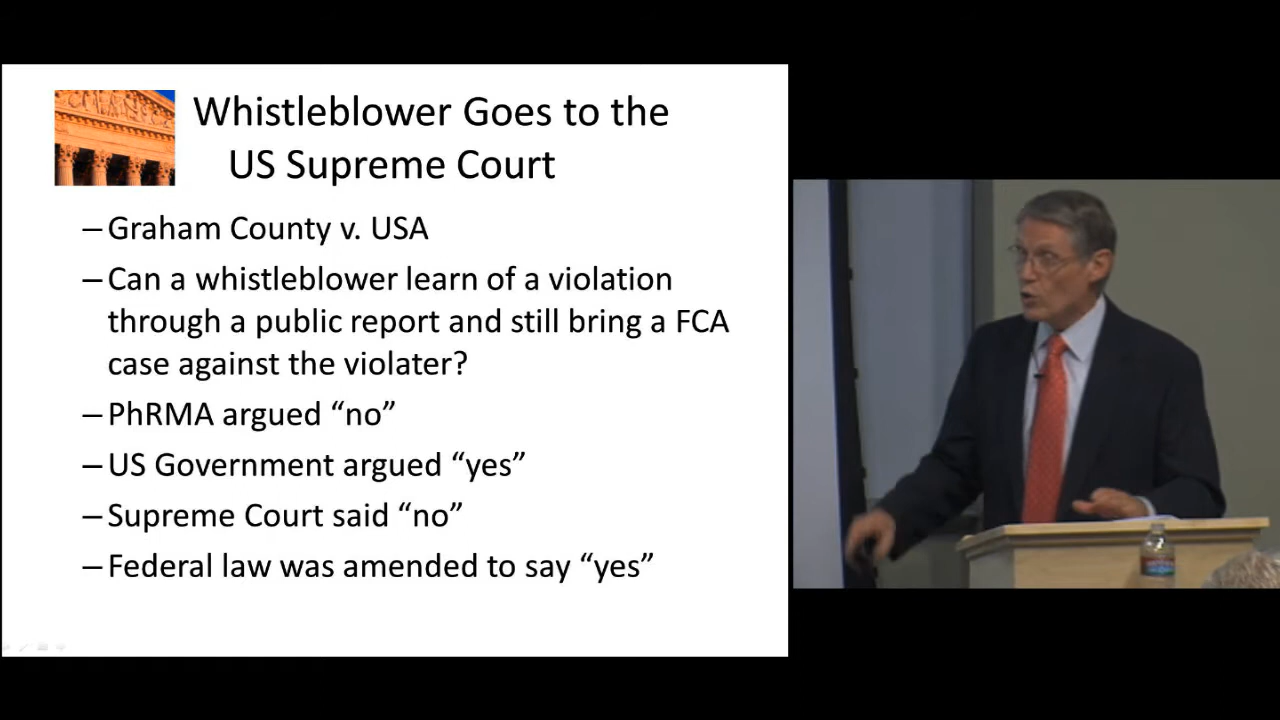 Whistleblower Goes to the
US Supreme Court
– Graham County v. USA
– Can a whistleblower learn of a violation
through a public report and still bring a FCA
case against the violater?
– PhRMA argued “no”
– US Government argued “yes”
– Supreme Court said “no”
– Federal law was amended to say “yes”